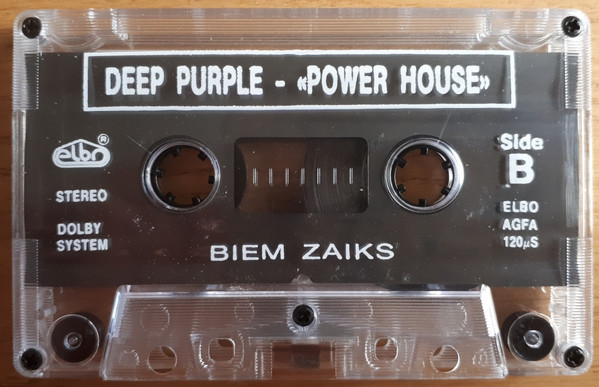 DEEP PURPLE - «POWER HOUSE»
elbo ®
Side
B
STEREO
DOLBY
SYSTEM
ELBO
AGFA
120µS
BIEM ZAIKS